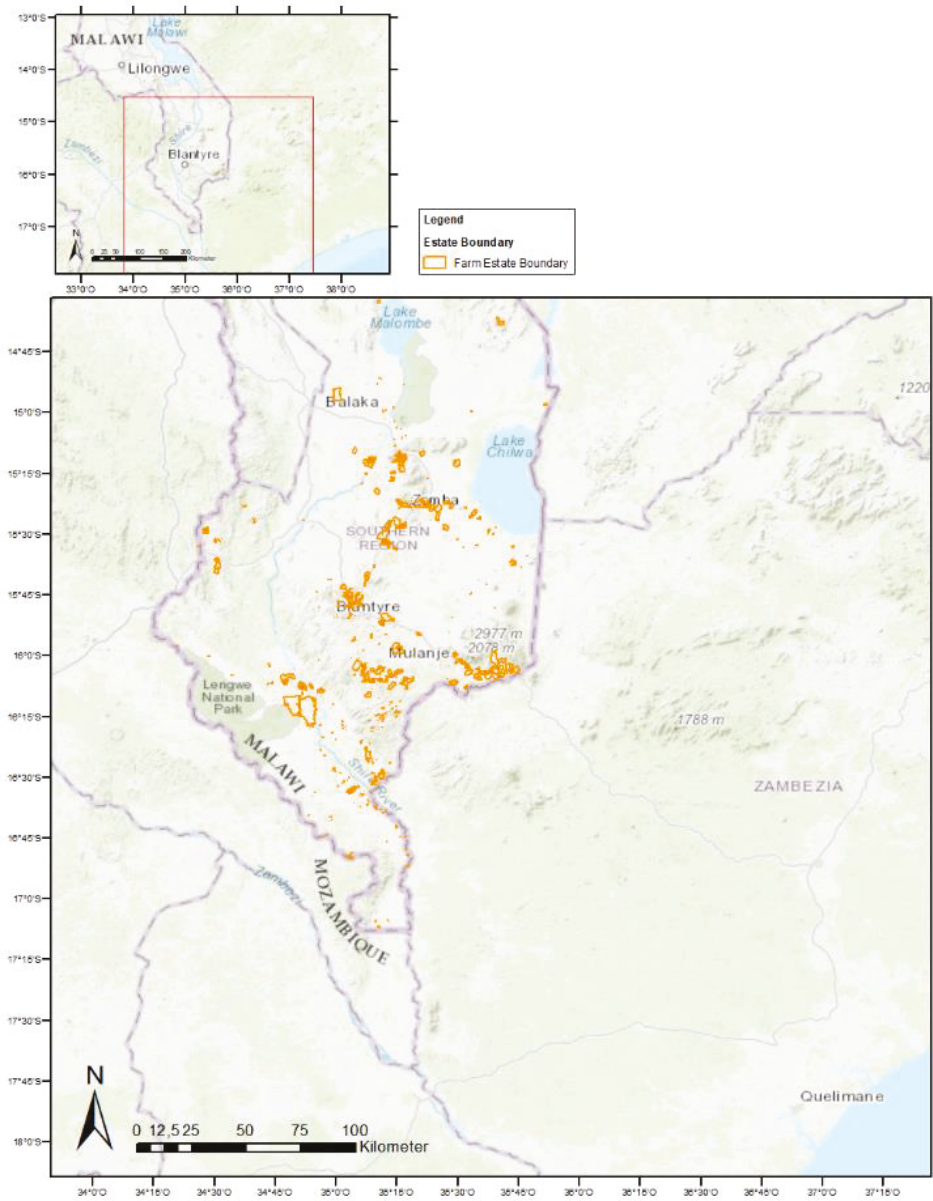 13°0'S
Lake
Malawi
MALAWI
14°0'S
Lilongwe
15°0'S
Shire
Zambezi
Blantyre
16°0'S
17°0'S
N
0 25 50 100 150 200
Kilometer
33°0'O 34°0'O 35°0'O 36°0'O 37°0'O 38°0'O
Legend
Estate Boundary
Farm Estate Boundary
Lake
Malombe
14°45'S
1220
Balaka
15°0'S
Lake
Chilwa
15°15'S
Zomba
15°30'S
SOUTHERN
REGION
15°45'S
Blantyre
2977 m
2078 m
Mulanje
16°0'S
Lengwe
National
Park
16°15'S
1788 m
MALAWI
16°30'S
Shire River
ZAMBEZIA
16°45'S
MOZAMBIQUE
Zambezi
17°0'S
17°15'S
17°30'S
17°45'S
Quelimane
18°0'S
N
0 12,5 25 50 75 100
Kilometer
34°0'O 34°15'O 34°30'O 34°45'O 35°0'O 35°15'O 35°30'O 35°45'O 36°0'O 36°15'O 36°30'O 36°45'O 37°0'O 37°15'O